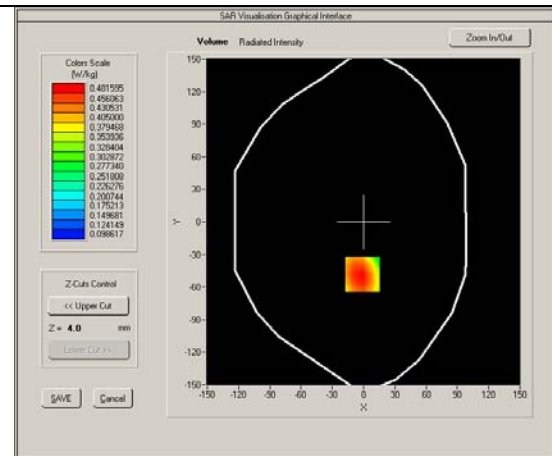 SAR Visualisation Graphical Interface
Volume Radiated Intensity
Zoom In/Out
Colors Scale
(W/kg)
0.481595
0.456063
0.430531
0.405000
0.379468
0.353936
0.328404
0.302872
0.277340
0.251808
0.226276
0.200744
0.175213
0.149681
0.124149
0.098617
Z-Cuts Control
<< Upper Cut
Z = 4.0 mm
Lower Cut >>
SAVE
Cancel
150
120
90
60
30
0
-30
-60
-90
-120
-150
Y
-150 -120 -90 -60 -30 0 30 60 90 120 150
X